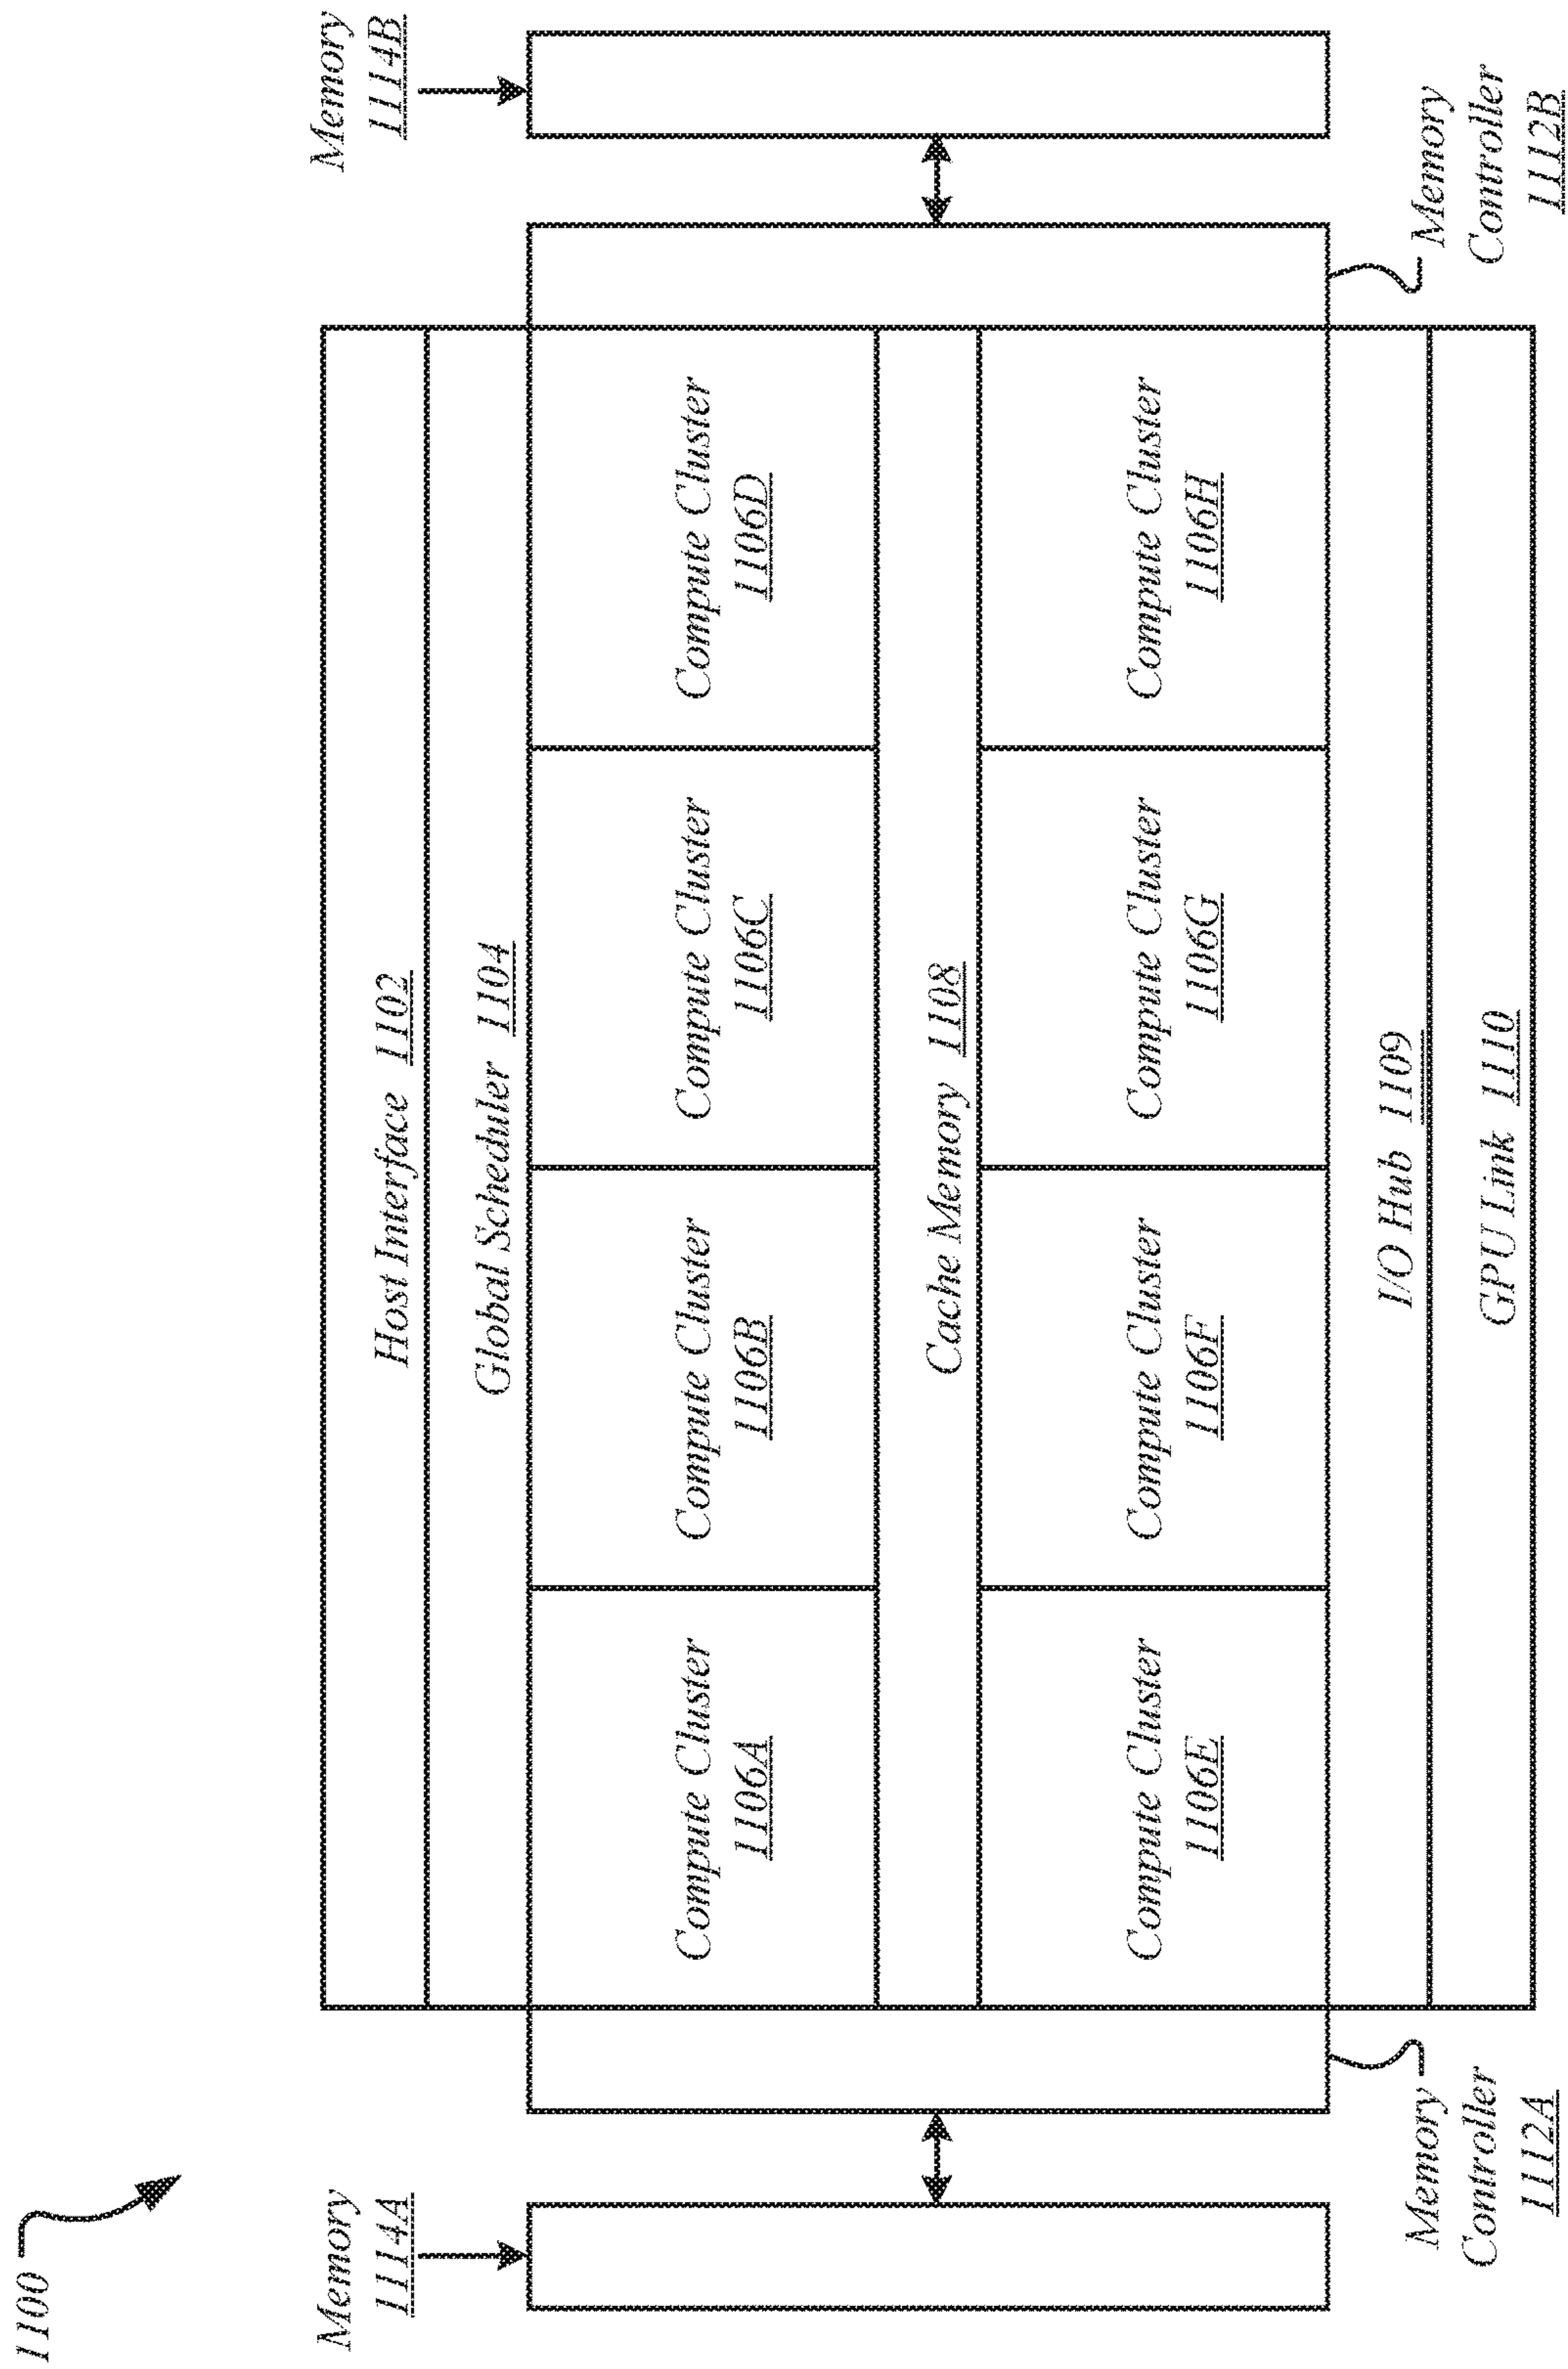 1100
Host Interface 1102
Global Scheduler 1104
Memory
1114A
Memory
1114B
Compute Cluster
1106A
Compute Cluster
1106B
Compute Cluster
1106C
Compute Cluster
1106D
Cache Memory 1108
Compute Cluster
1106E
Compute Cluster
1106F
Compute Cluster
1106G
Compute Cluster
1106H
I/O Hub 1109
GPU Link 1110
Memory
Controller
1112A
Memory
Controller
1112B